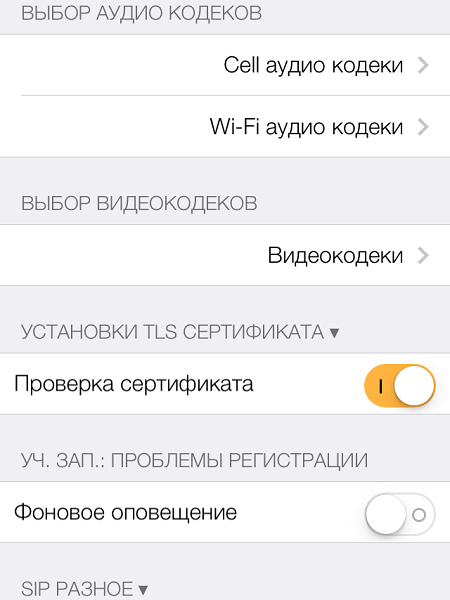 ВЫБОР АУДИО КОДЕКОВ
Cell аудио кодеки
Wi-Fi аудио кодеки
ВЫБОР ВИДЕОКОДЕКОВ
Видеокодеки
УСТАНОВКИ TLS СЕРТИФИКАТА ▾
Проверка сертификата
УЧ. ЗАП.: ПРОБЛЕМЫ РЕГИСТРАЦИИ
Фоновое оповещение
SIP РАЗНОЕ ▾